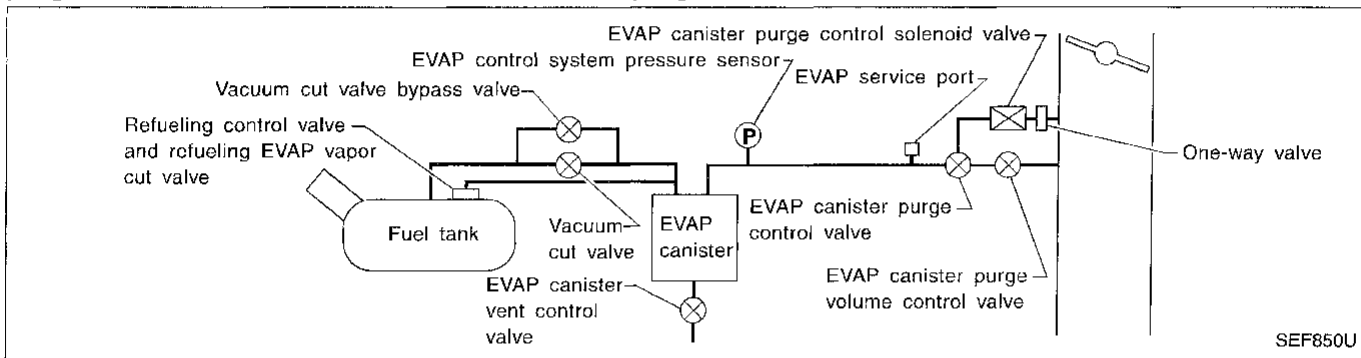 EVAP canister purge control solenoid valve
EVAP control system pressure sensor
EVAP service port
Vacuum cut valve bypass valve
Refueling control valve
and refueling EVAP vapor
cut valve
P
One-way valve
Fuel tank
Vacuum
cut valve
EVAP
canister
EVAP canister purge
control valve
EVAP canister
vent control
valve
EVAP canister purge
volume control valve
SEF850U